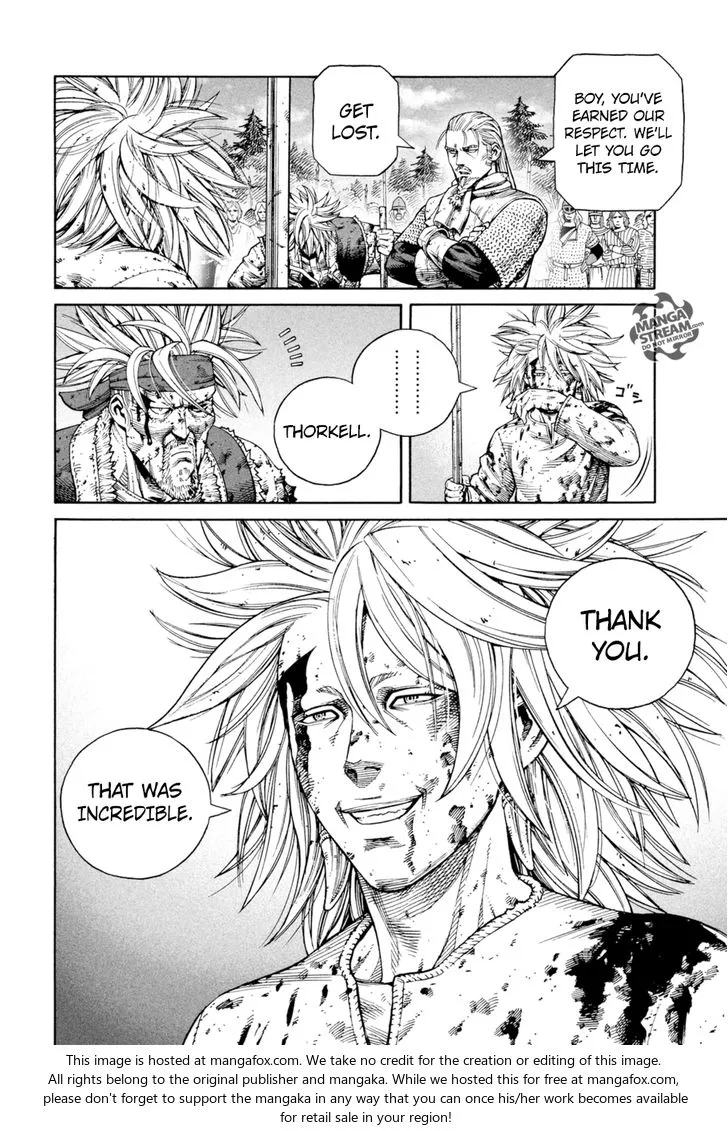 BOY, YOU'VE
EARNED OUR
RESPECT. WE'LL
LET YOU GO
THIS TIME.
GET
LOST.
MANGA
STREAM.COM
DO NOT MIRROR
ゴシ
THORKELL.
THANK
YOU.
THAT WAS
INCREDIBLE.
This image is hosted at mangafox.com. We take no credit for the creation or editing of this image.
All rights belong to the original publisher and mangaka. While we hosted this for free at mangafox.com,
please don't forget to support the mangaka in any way that you can once his/her work becomes available
for retail sale in your region!